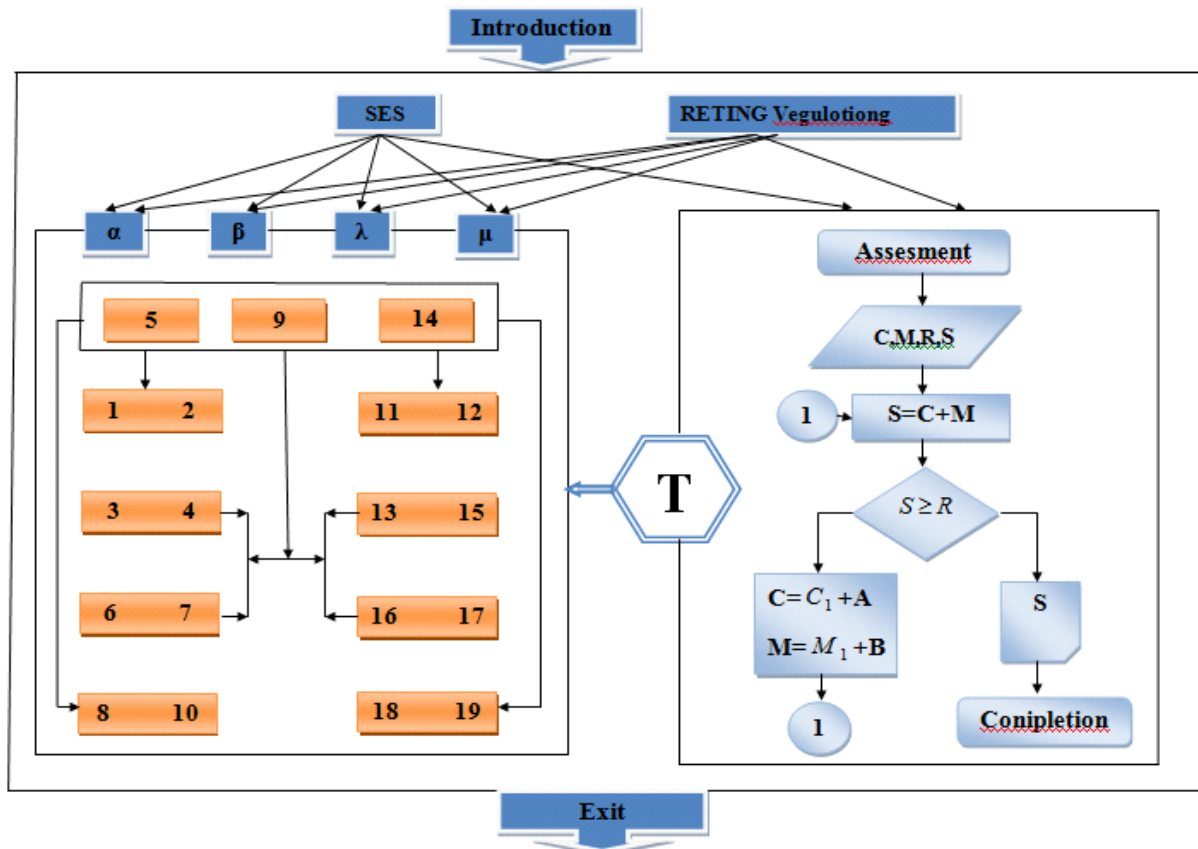 Introduction
SES
RETING Vegulotiong
α β λ μ
5 9 14
1 2
11 12
3 4
13 15
6 7
16 17
8 10
18 19
T
Assesment
C,M,R,S
1
S=C+M
S ≥ R
C= C₁ +A
M= M₁ +B
1
S
Conipletion
Exit